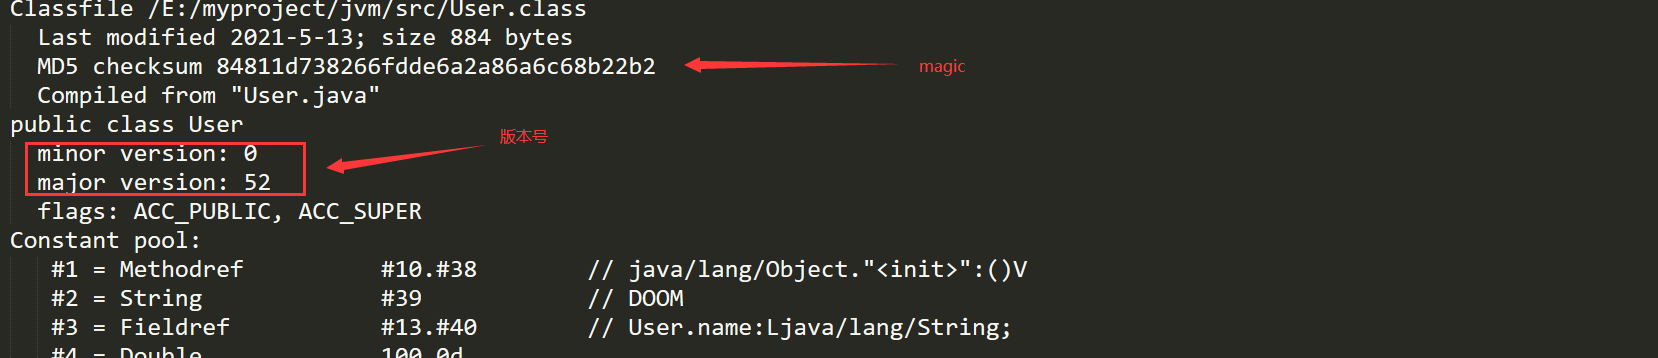 Classfile /E:/myproject/jvm/src/User.class
Last modified 2021-5-13; size 884 bytes
MD5 checksum 84811d738266fdde6a2a86a6c68b22b2
magic
Compiled from "User.java"
public class User
版本号
minor version: 0
major version: 52
flags: ACC_PUBLIC, ACC_SUPER
Constant pool:
#1 = Methodref #10.#38 // java/lang/Object."<init>":()V
#2 = String #39 // DOOM
#3 = Fieldref #13.#40 // User.name:Ljava/lang/String;
#4 = Double 100.0d